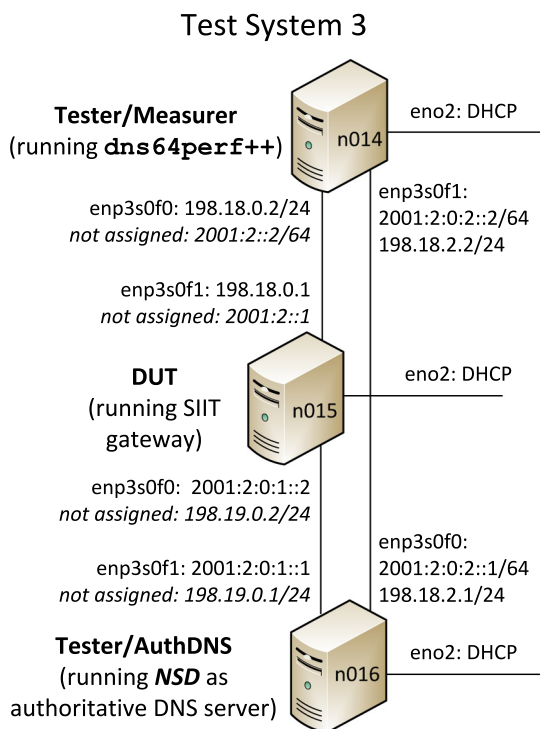 Test System 3
Tester/Measurer
(running dns64perf++)
n014
eno2: DHCP
enp3s0f0: 198.18.0.2/24
not assigned: 2001:2::2/64
enp3s0f1:
2001:2:0:2::2/64
198.18.2.2/24
enp3s0f1: 198.18.0.1
not assigned: 2001:2::1
DUT
(running SIIT
gateway)
n015
eno2: DHCP
enp3s0f0: 2001:2:0:1::2
not assigned: 198.19.0.2/24
enp3s0f1: 2001:2:0:1::1
not assigned: 198.19.0.1/24
enp3s0f0:
2001:2:0:2::1/64
198.18.2.1/24
Tester/AuthDNS
(running NSD as
authoritative DNS server)
n016
eno2: DHCP